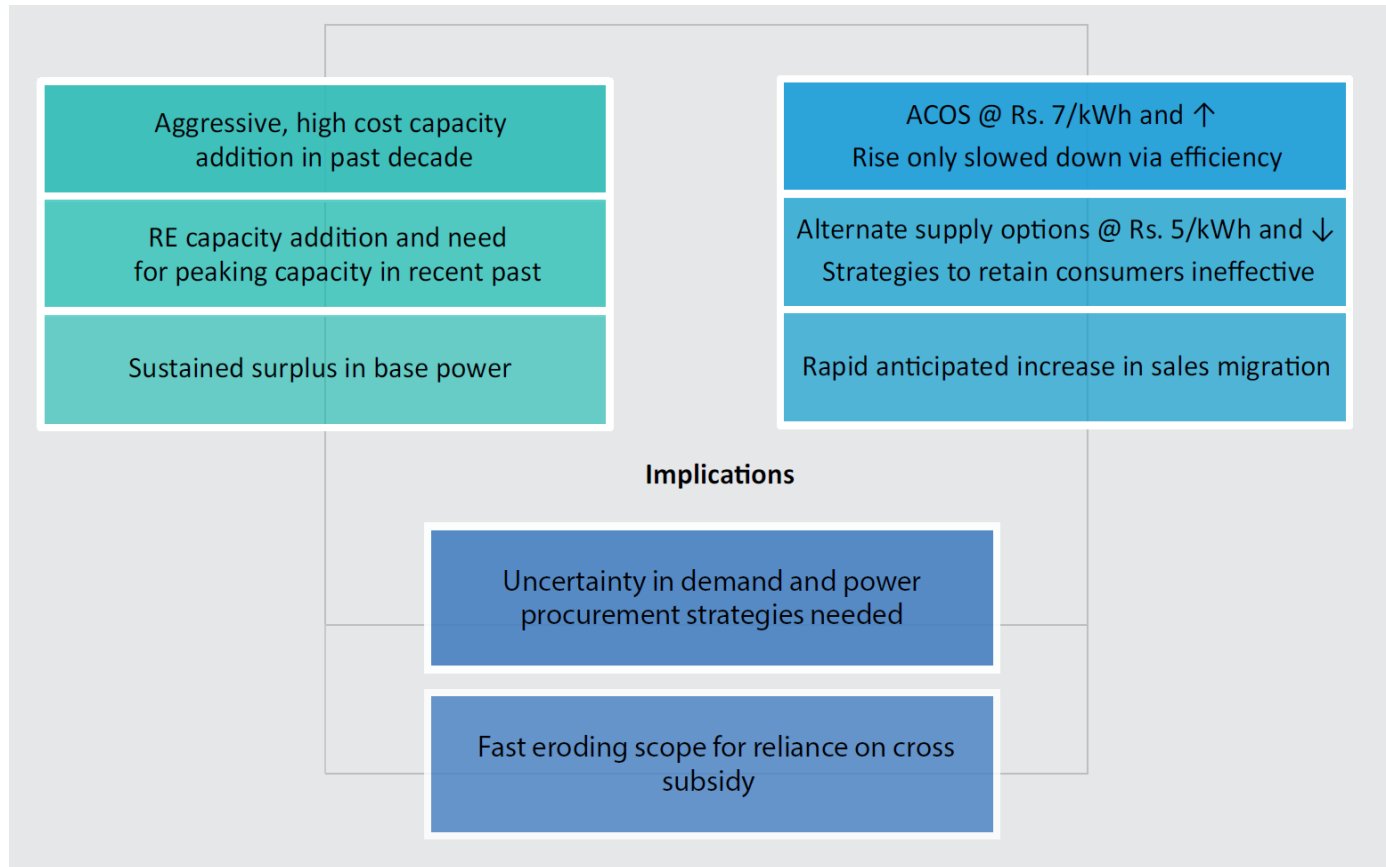 Aggressive, high cost capacity
addition in past decade
RE capacity addition and need
for peaking capacity in recent past
Sustained surplus in base power
ACOS @ Rs. 7/kWh and ↑
Rise only slowed down via efficiency
Alternate supply options @ Rs. 5/kWh and ↓
Strategies to retain consumers ineffective
Rapid anticipated increase in sales migration
Implications
Uncertainty in demand and power
procurement strategies needed
Fast eroding scope for reliance on cross
subsidy